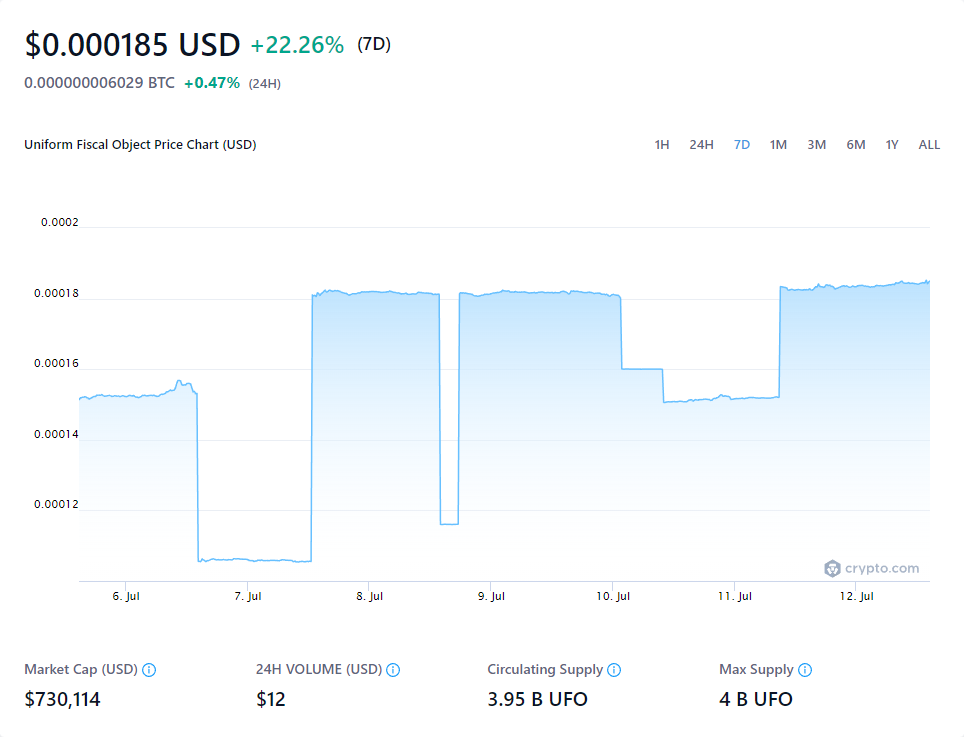 $0.000185 USD +22.26% (7D)
0.000000006029 BTC +0.47% (24H)
Uniform Fiscal Object Price Chart (USD) 1H 24H 7D 1M 3M 6M 1Y ALL
0.0002
0.00018
0.00016
0.00014
0.00012
crypto.com
6. Jul 7. Jul 8. Jul 9. Jul 10. Jul 11. Jul 12. Jul
Market Cap (USD) 24H VOLUME (USD) Circulating Supply Max Supply
$730,114 $12 3.95 B UFO 4 B UFO